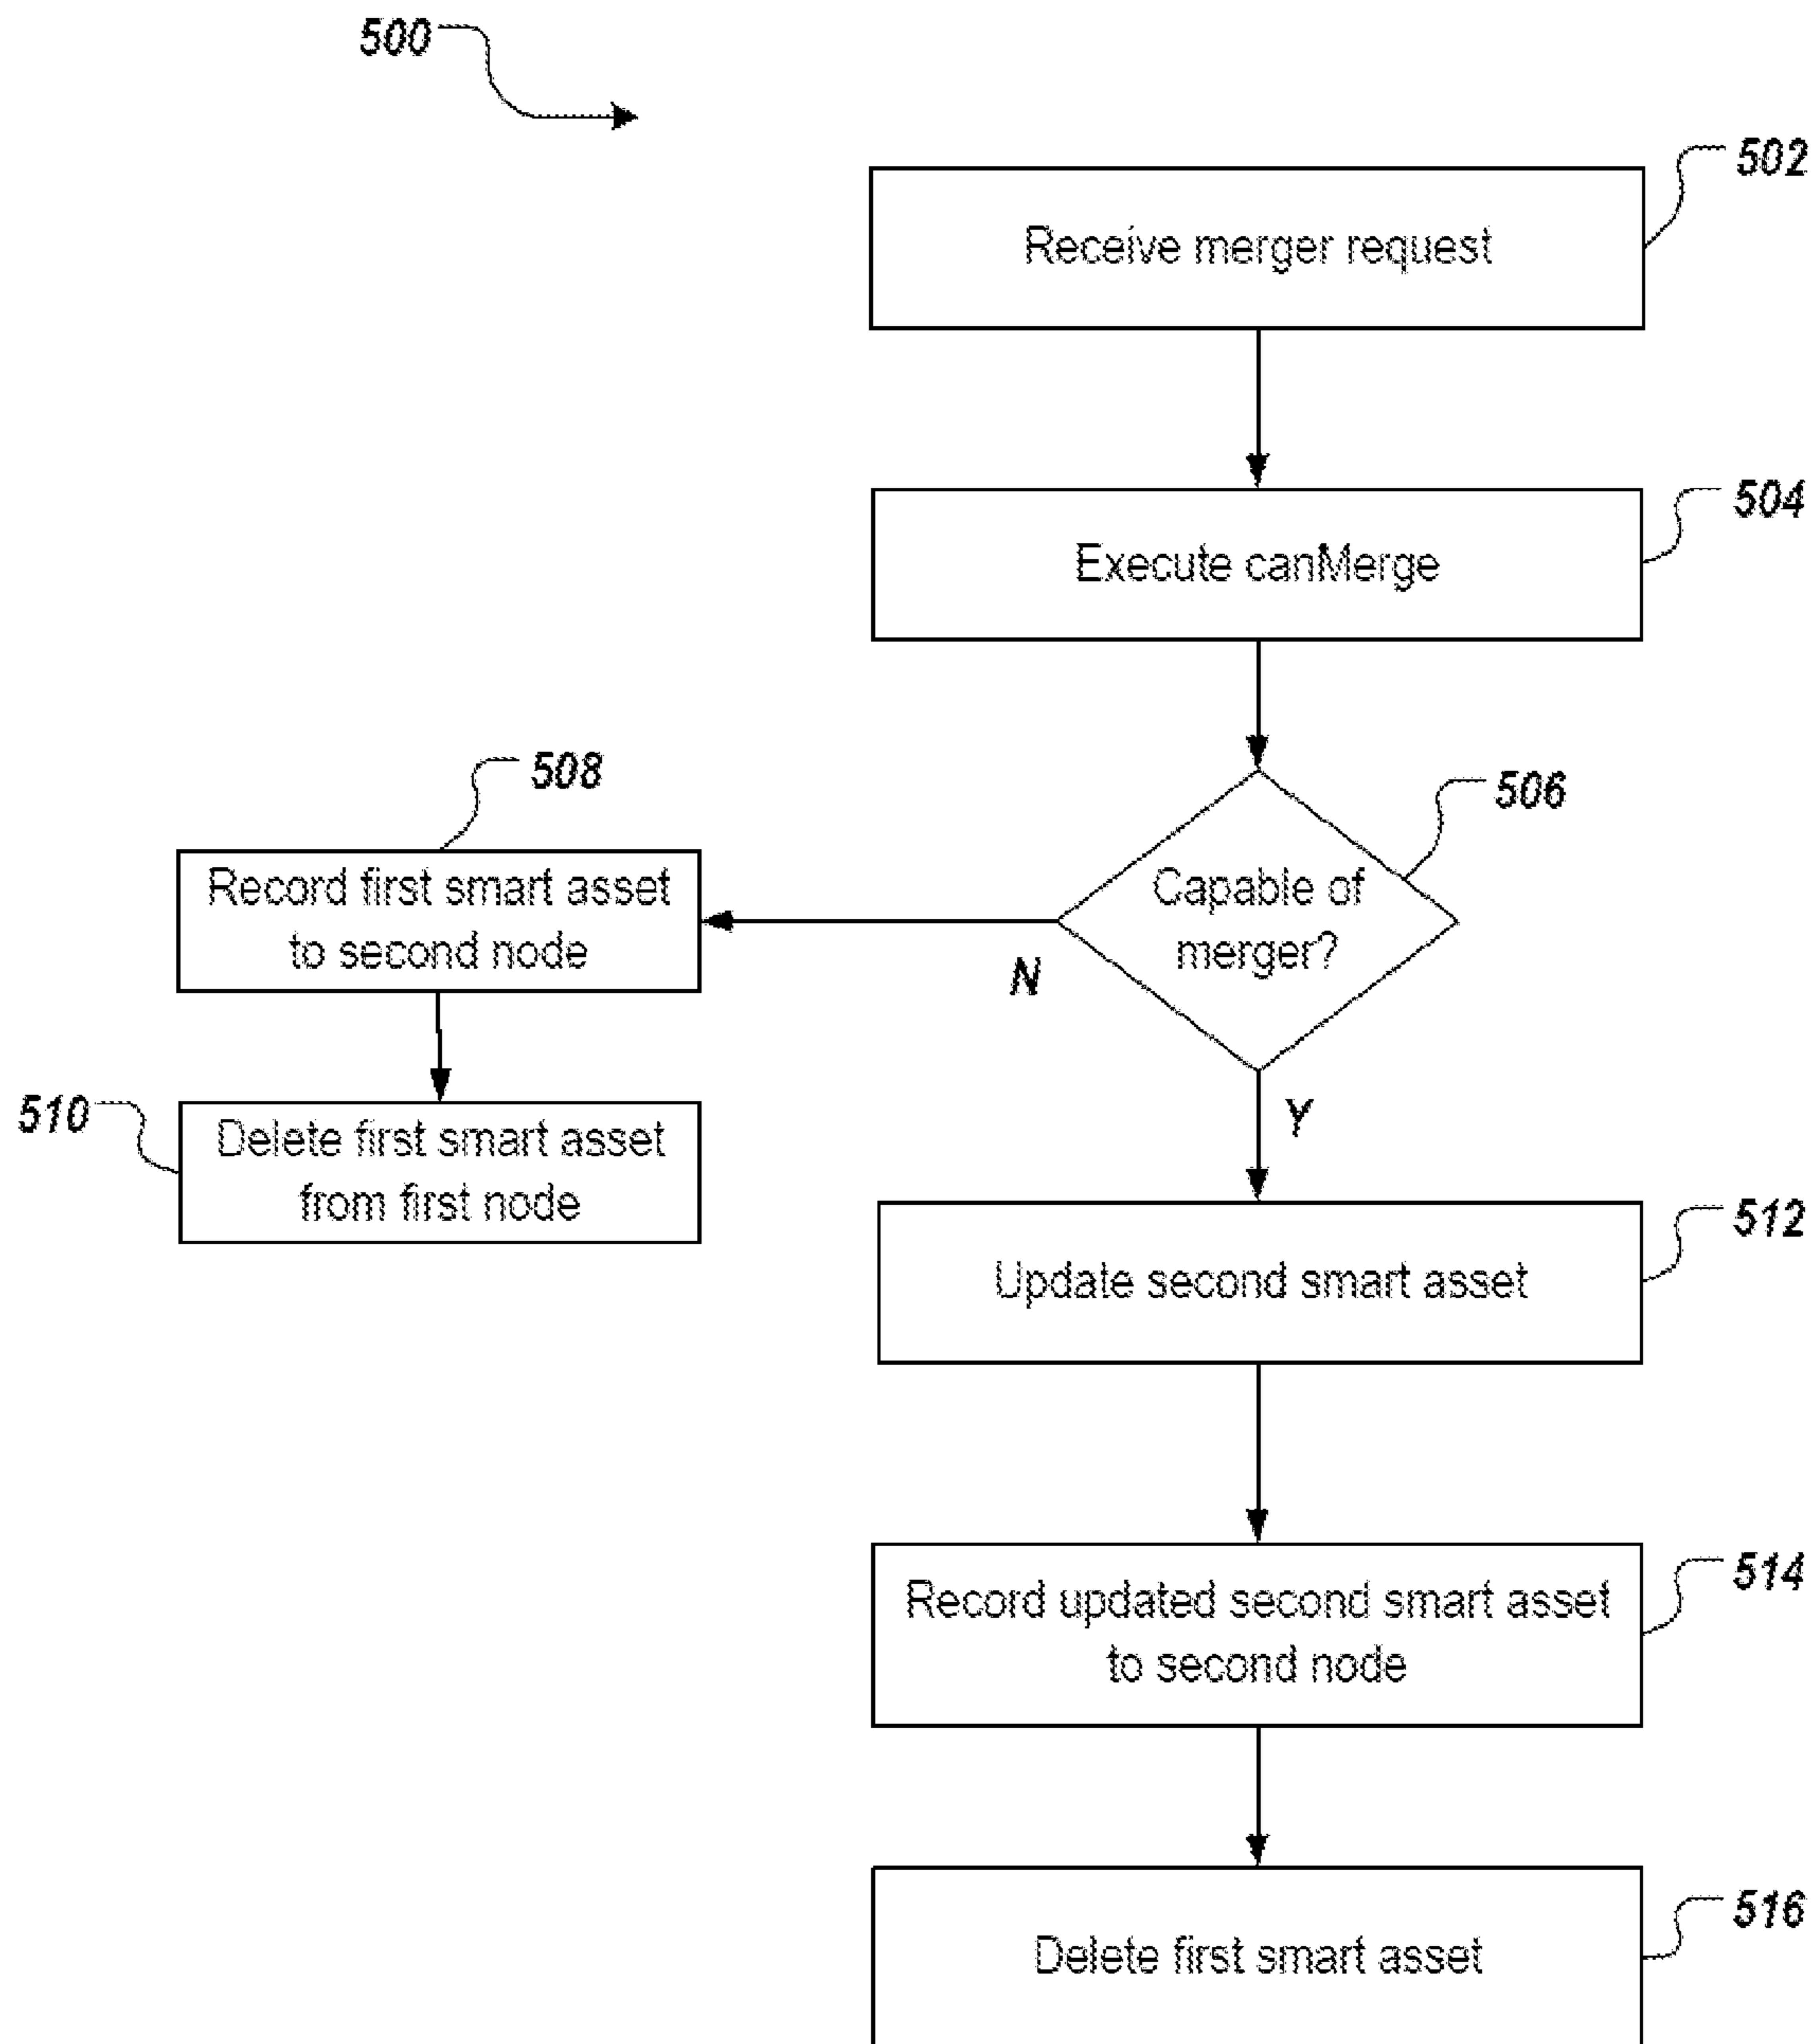 500
502
Receive merger request
504
Execute canMerge
506
Capable of
merger?
N
Y
508
Record first smart asset
to second node
510
Delete first smart asset
from first node
512
Update second smart asset
514
Record updated second smart asset
to second node
516
Delete first smart asset